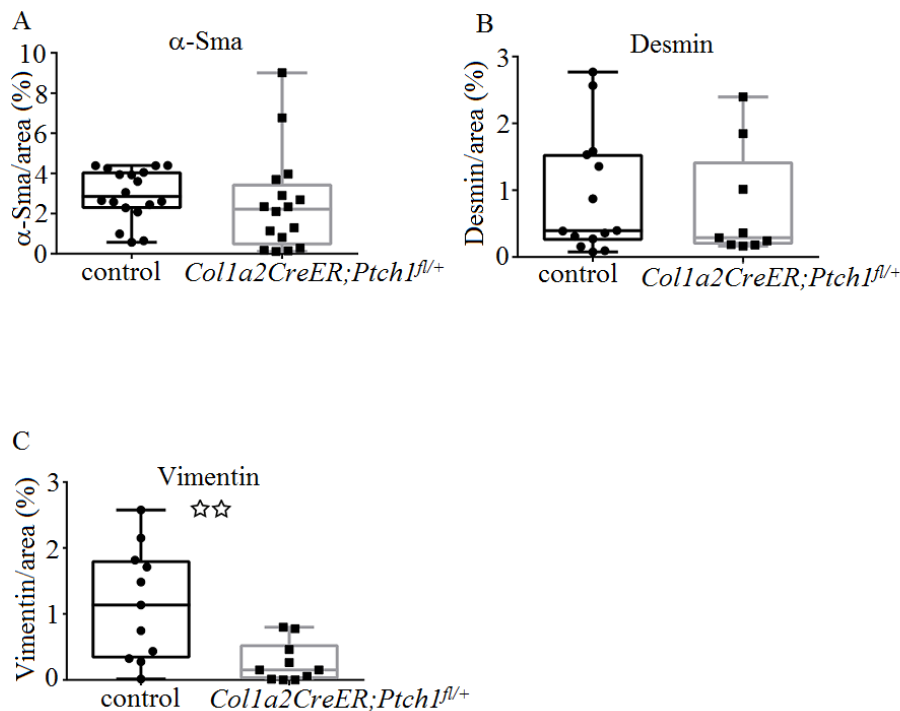 A
α-Sma
α-Sma/area (%)
10
8
6
4
2
0
control
Col1a2CreER;Ptch1fl/+
B
Desmin
Desmin/area (%)
3
2
1
0
control
Col1a2CreER;Ptch1fl/+
C
Vimentin
☆☆
Vimentin/area (%)
3
2
1
0
control
Col1a2CreER;Ptch1fl/+